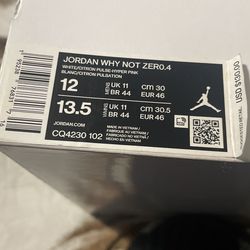 JORDAN WHY NOT ZER0.4
WHITE/CITRON PULSE-HYPER PINK
BLANC/CITRON PULSATION
12 MENS UK 11 cm 30
BR 44 EUR 46
13.5 UK 11 cm 30.5
BR 44 EUR 46
CQ4230 102
JORDAN.COM
MADE IN VIETNAM
FABRIQUÉ AU VIETNAM
HECHO EN VIETNAM